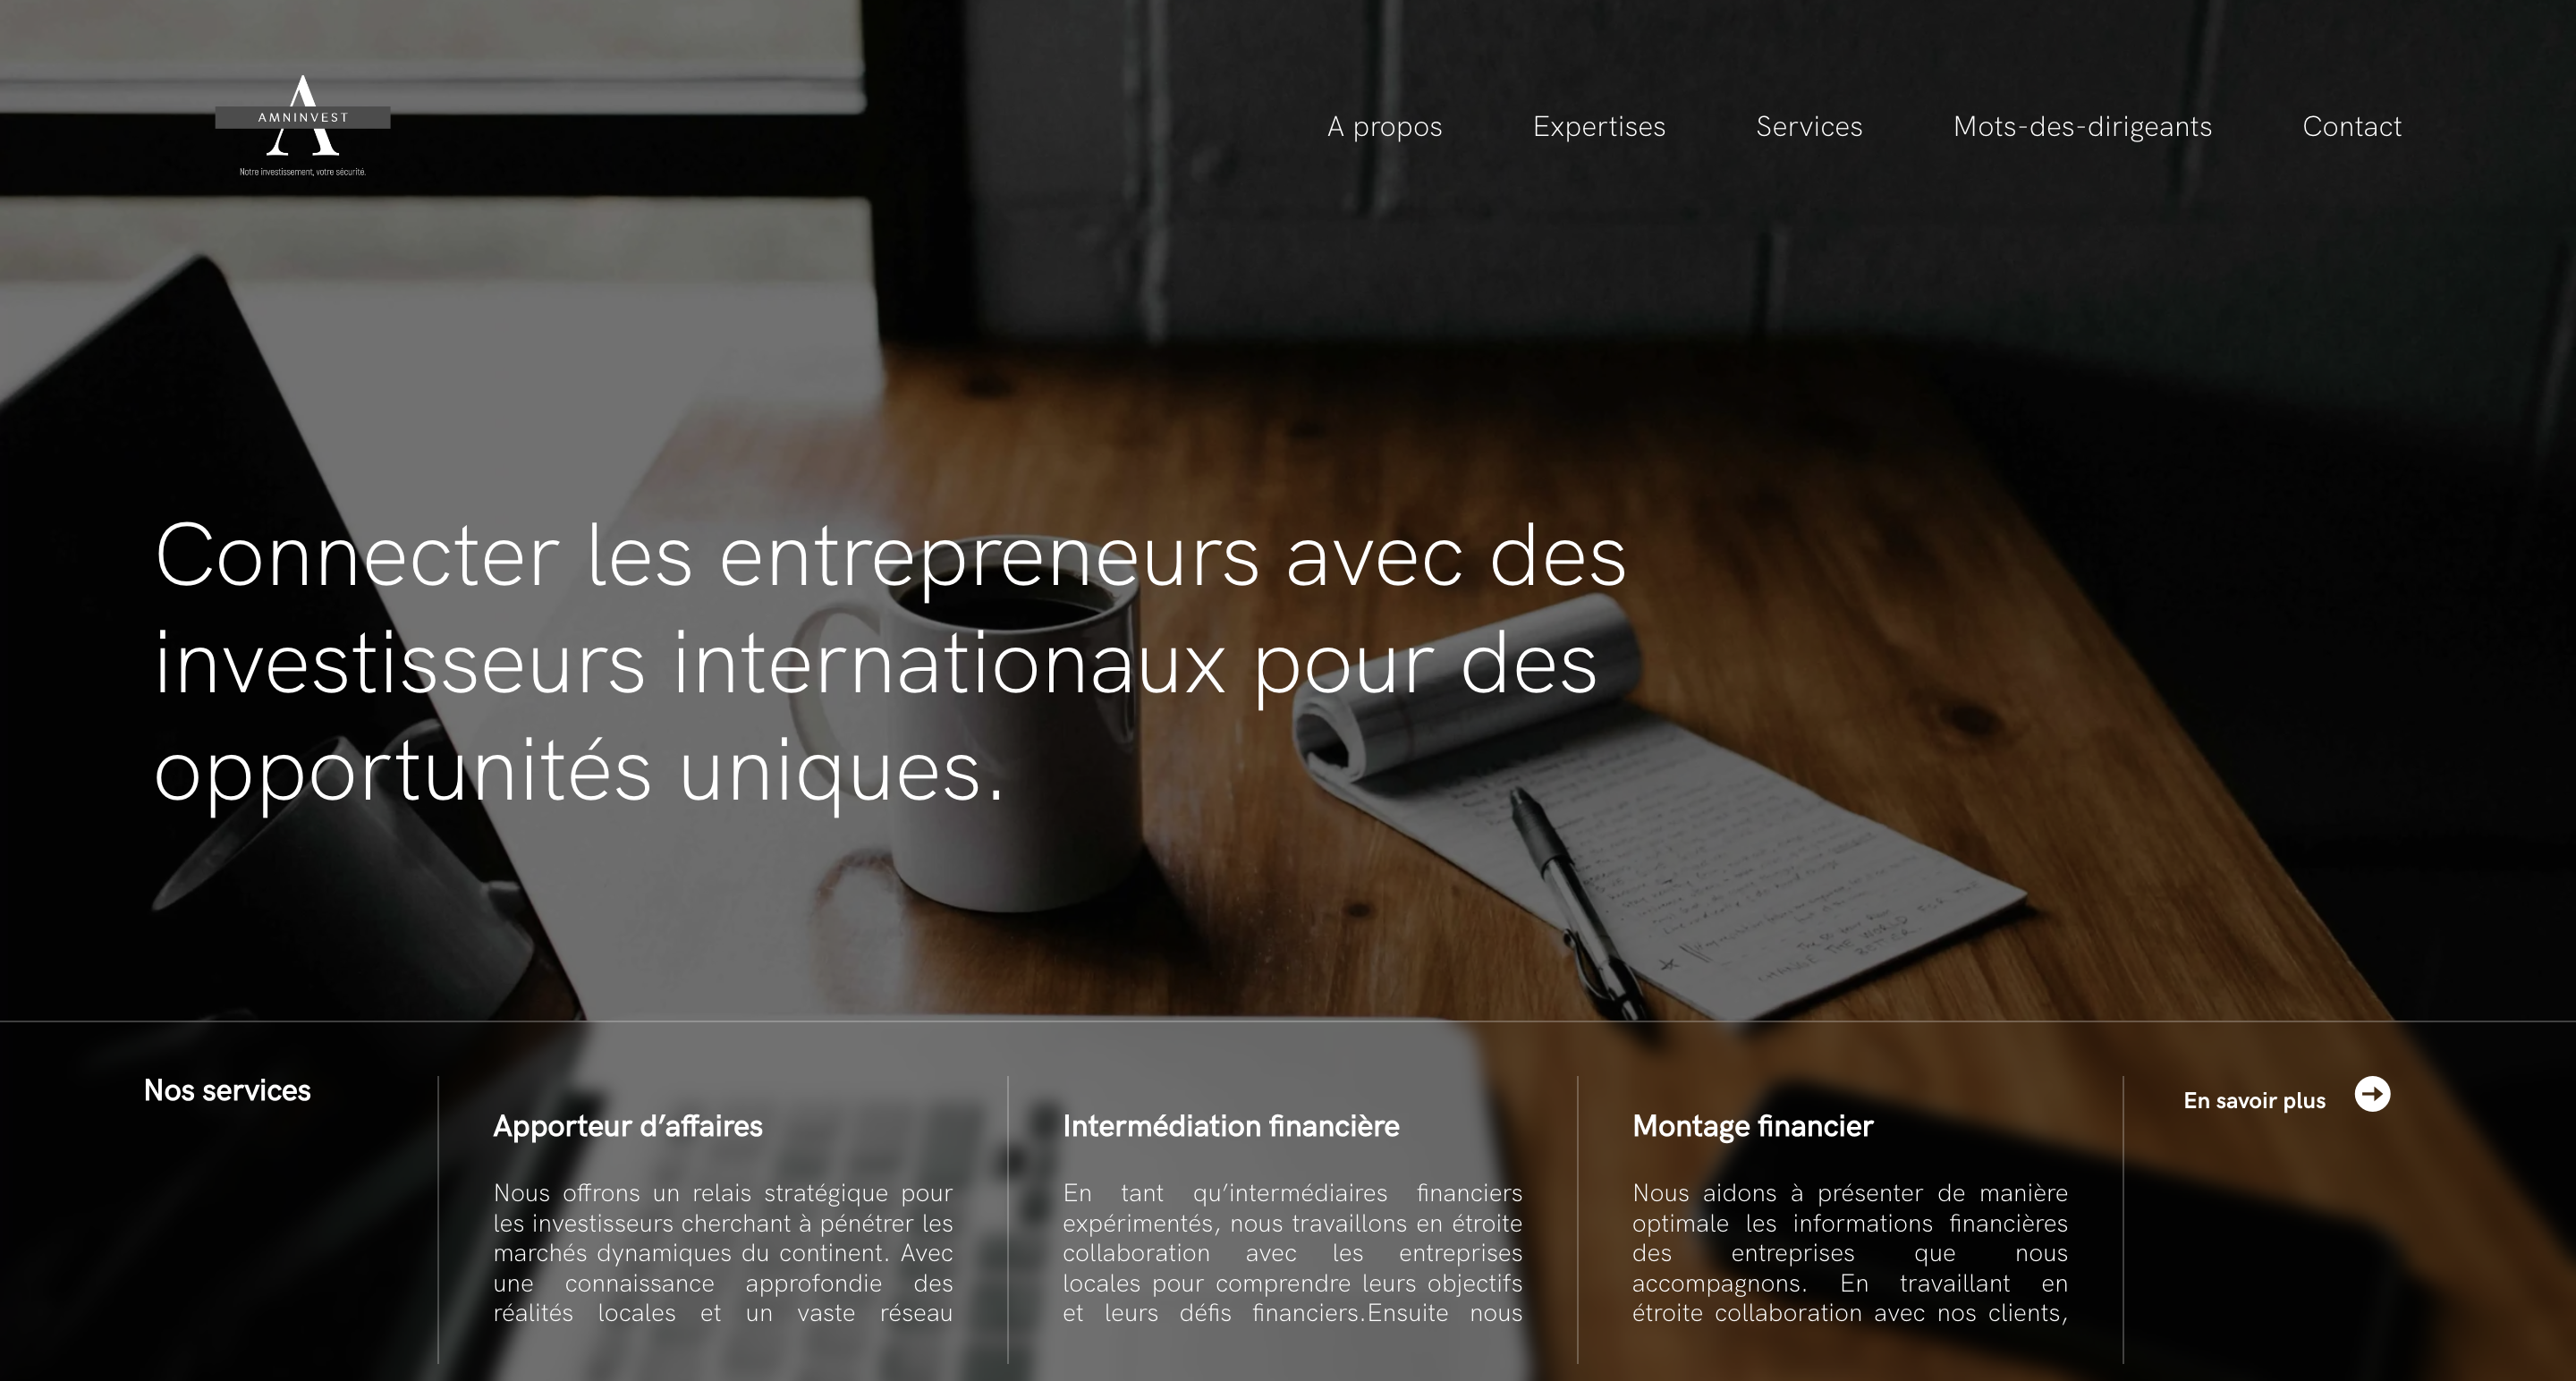 AMNINVEST
Notre investissement, votre sécurité.
A propos
Expertises
Services
Mots-des-dirigeants
Contact
Connecter les entrepreneurs avec des
investisseurs internationaux pour des
opportunités uniques.
CHANGE THE WORLD FOR
Nos services
Apporteur d’affaires
Nous offrons un relais stratégique pour
les investisseurs cherchant à pénétrer les
marchés dynamiques du continent. Avec
une connaissance approfondie des
réalités locales et un vaste réseau
Intermédiation financière
En tant qu’intermédiaires financiers
expérimentés, nous travaillons en étroite
collaboration avec les entreprises
locales pour comprendre leurs objectifs
et leurs défis financiers.Ensuite nous
Montage financier
Nous aidons à présenter de manière
optimale les informations financières
des entreprises que nous
accompagnons. En travaillant en
étroite collaboration avec nos clients,
En savoir plus